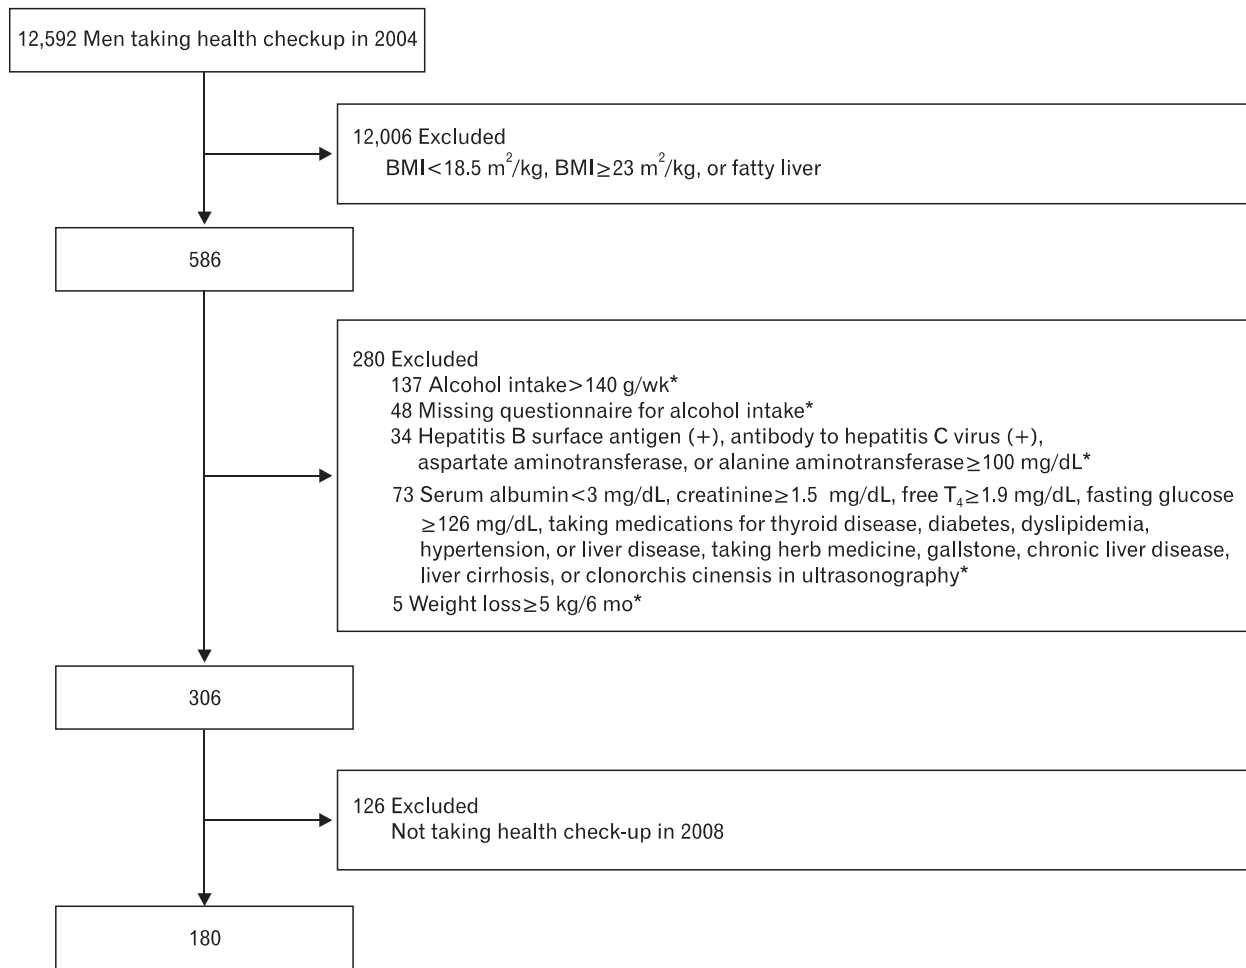 12,592 Men taking health checkup in 2004
12,006 Excluded
BMI<18.5 m²/kg, BMI≥23 m²/kg, or fatty liver
586
280 Excluded
137 Alcohol intake>140 g/wk*
48 Missing questionnaire for alcohol intake*
34 Hepatitis B surface antigen (+), antibody to hepatitis C virus (+),
aspartate aminotransferase, or alanine aminotransferase≥100 mg/dL*
73 Serum albumin<3 mg/dL, creatinine≥1.5 mg/dL, free T₄≥1.9 mg/dL, fasting glucose
≥126 mg/dL, taking medications for thyroid disease, diabetes, dyslipidemia,
hypertension, or liver disease, taking herb medicine, gallstone, chronic liver disease,
liver cirrhosis, or clonorchis cinensis in ultrasonography*
5 Weight loss≥5 kg/6 mo*
306
126 Excluded
Not taking health check-up in 2008
180